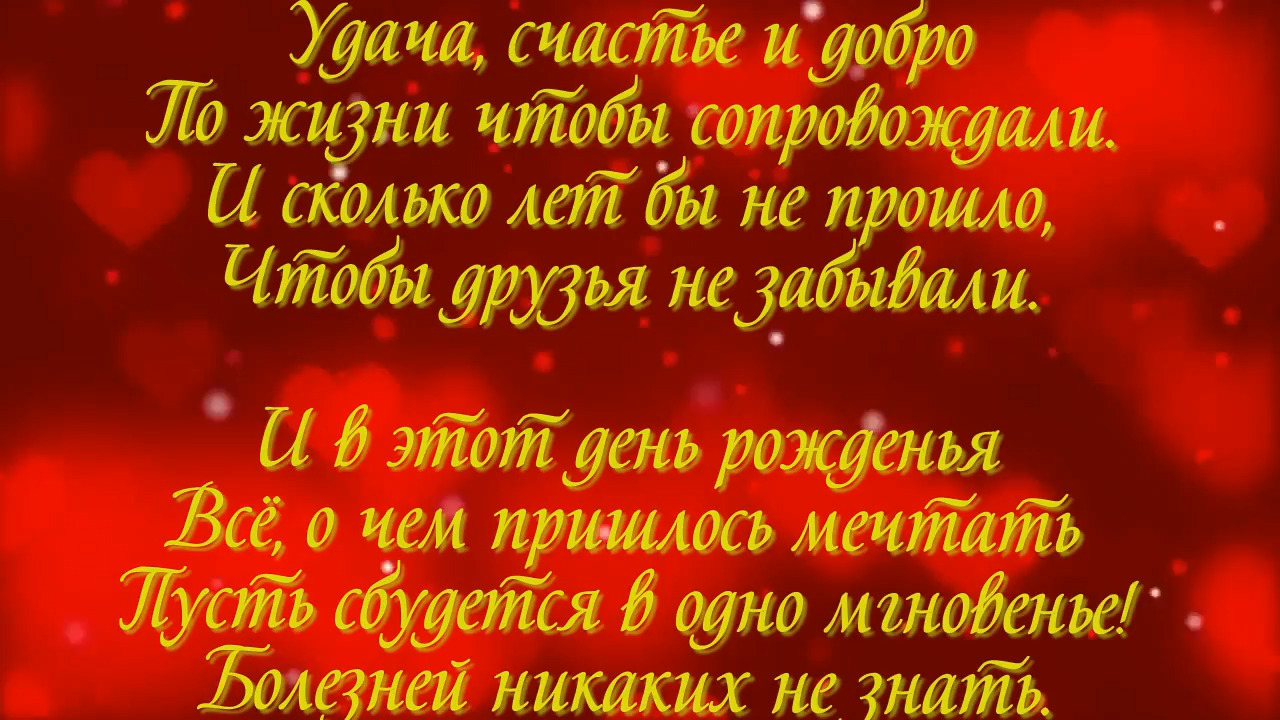 Удача, счастье и добро
По жизни чтобы сопровождали.
И сколько лет бы не прошло,
Чтобы друзья не забывали.
И в этот день рожденья
Всё, о чем пришлось мечтать
Пусть сбудется в одно мгновенье!
Болезней никаких не знать.